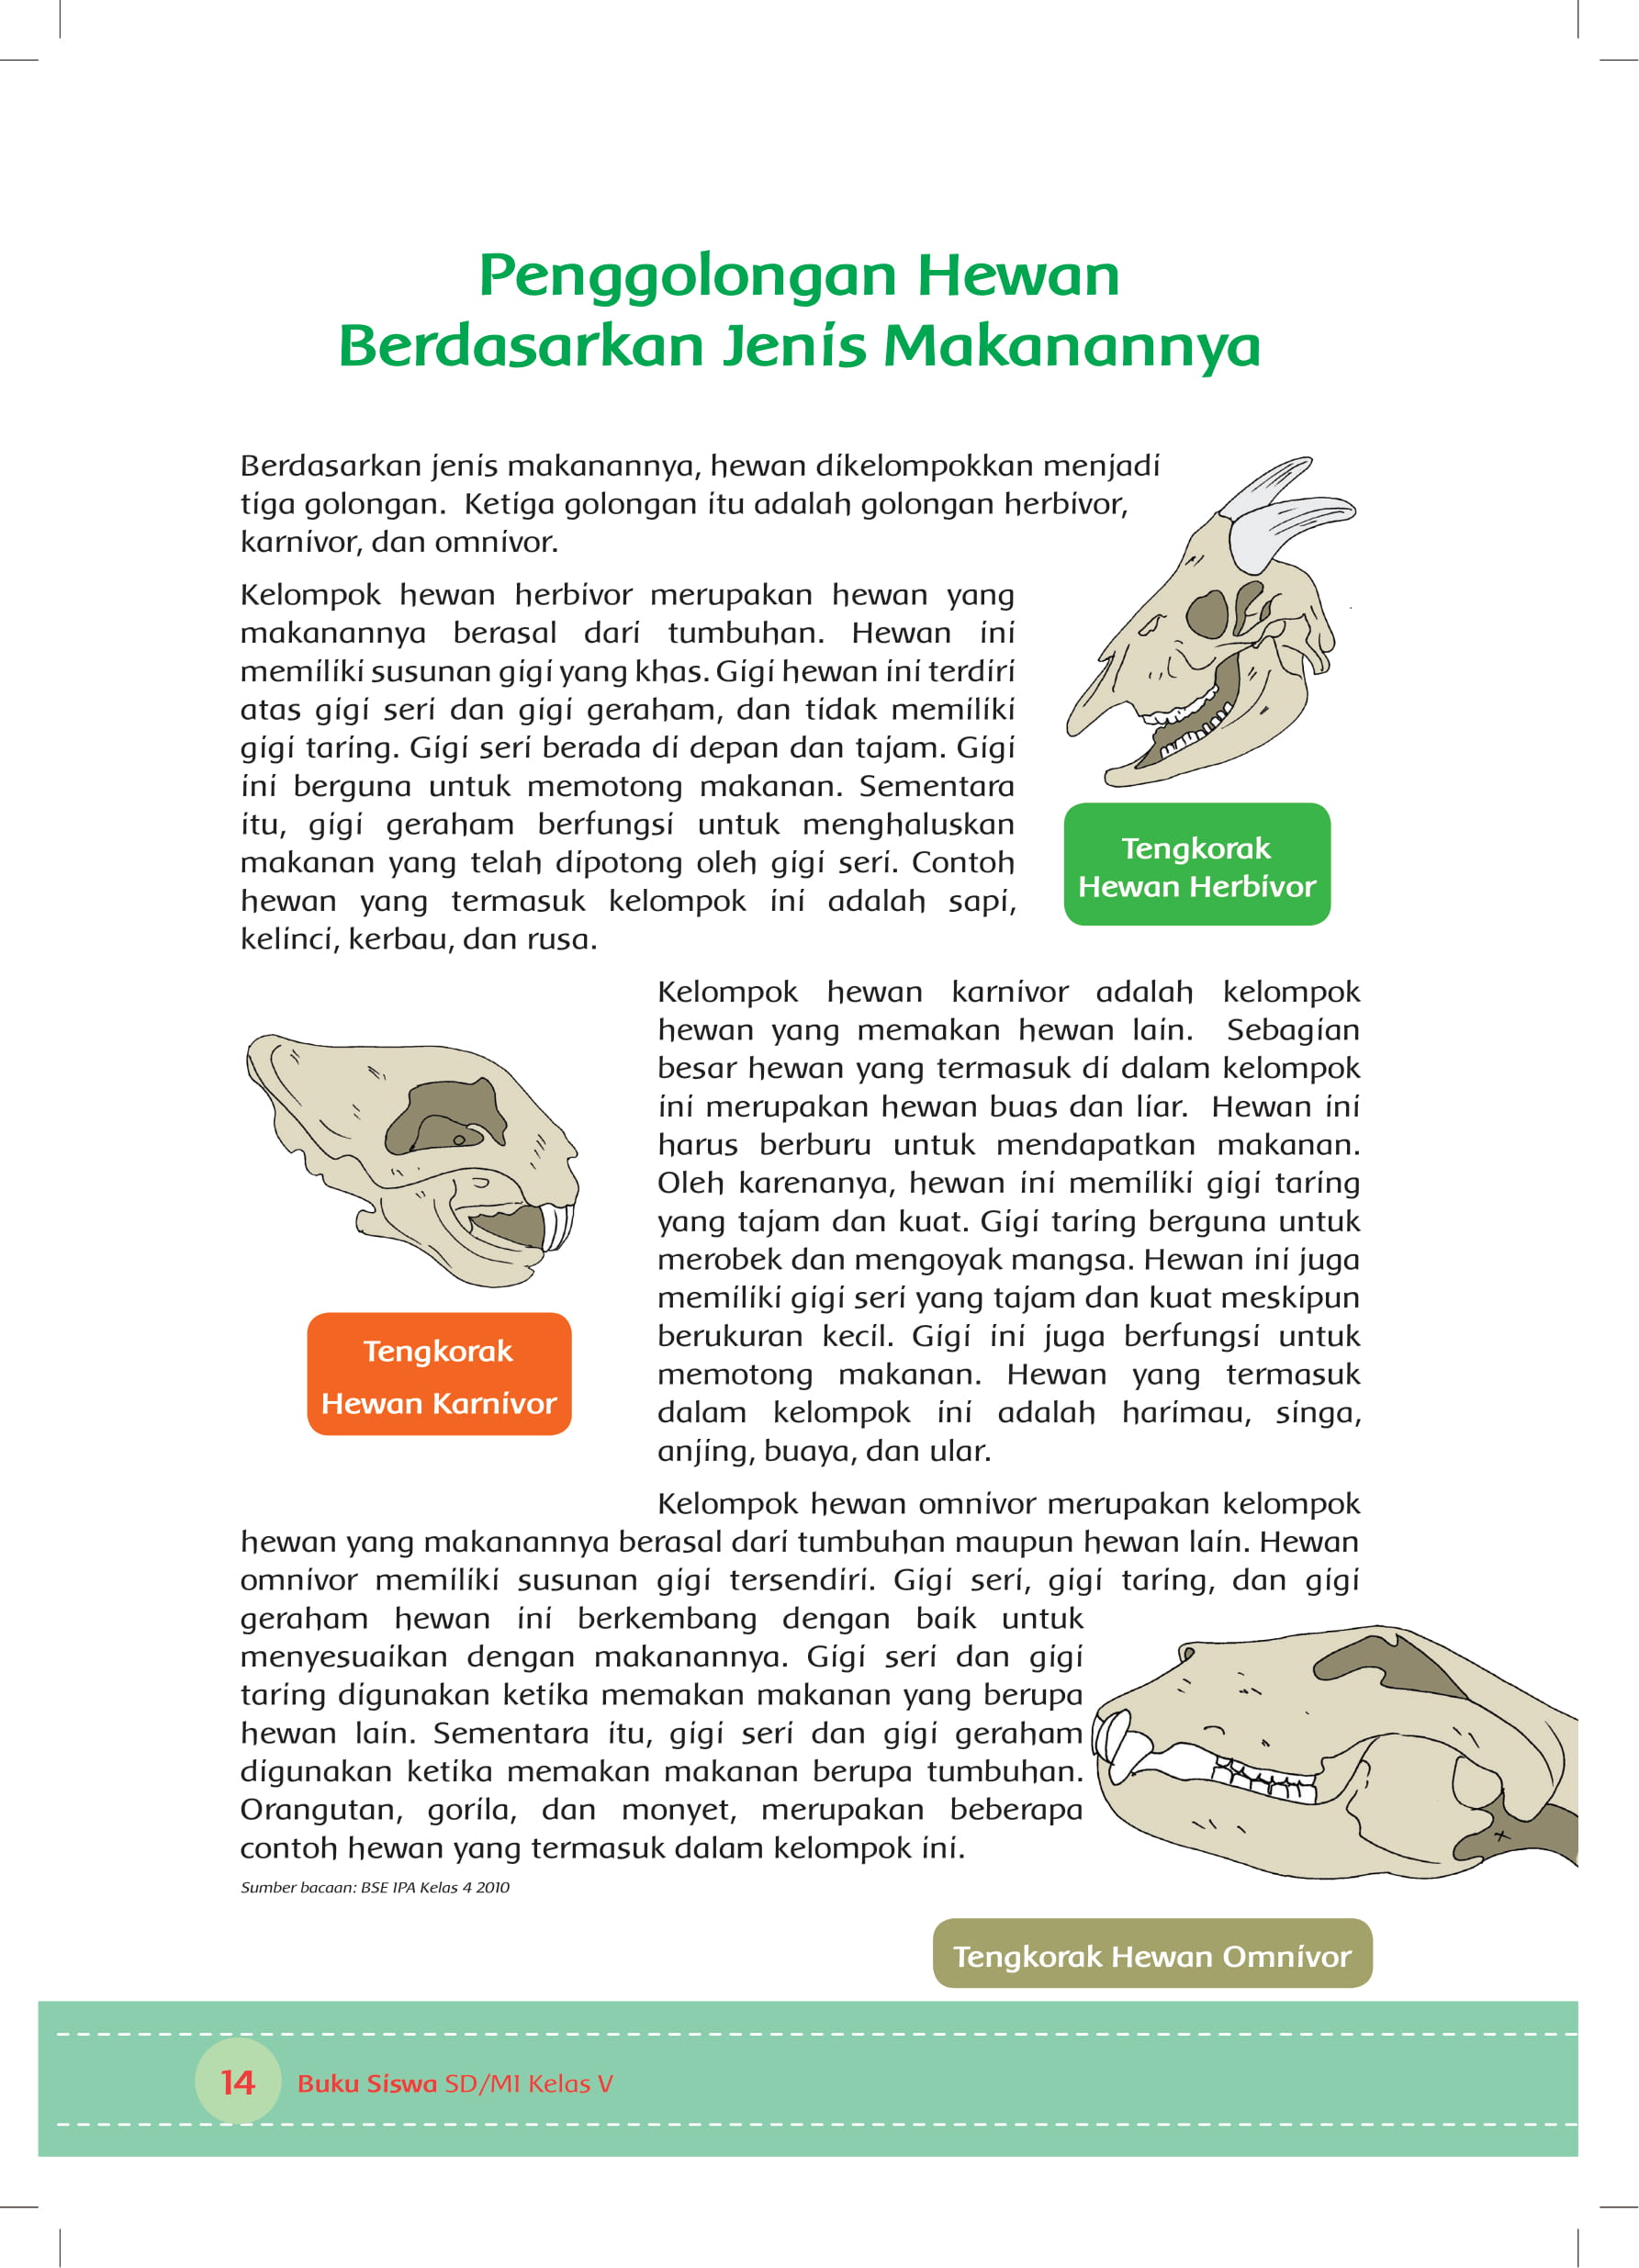 Penggolongan Hewan
Berdasarkan Jenis Makanannya
Berdasarkan jenis makanannya, hewan dikelompokkan menjadi
tiga golongan.  Ketiga golongan itu adalah golongan herbivor,
karnivor, dan omnivor.
Kelompok hewan herbivor merupakan hewan yang
makanannya berasal dari tumbuhan. Hewan ini
memiliki susunan gigi yang khas. Gigi hewan ini terdiri
atas gigi seri dan gigi geraham, dan tidak memiliki
gigi taring. Gigi seri berada di depan dan tajam. Gigi
ini berguna untuk memotong makanan. Sementara
itu, gigi geraham berfungsi untuk menghaluskan
makanan yang telah dipotong oleh gigi seri. Contoh
hewan yang termasuk kelompok ini adalah sapi,
kelinci, kerbau, dan rusa.
Tengkorak
Hewan Herbivor
Kelompok hewan karnivor adalah kelompok
hewan yang memakan hewan lain.  Sebagian
besar hewan yang termasuk di dalam kelompok
ini merupakan hewan buas dan liar.  Hewan ini
harus berburu untuk mendapatkan makanan.
Oleh karenanya, hewan ini memiliki gigi taring
yang tajam dan kuat. Gigi taring berguna untuk
merobek dan mengoyak mangsa. Hewan ini juga
memiliki gigi seri yang tajam dan kuat meskipun
berukuran kecil. Gigi ini juga berfungsi untuk
memotong makanan. Hewan yang termasuk
dalam kelompok ini adalah harimau, singa,
anjing, buaya, dan ular.
Tengkorak
Hewan Karnivor
Kelompok hewan omnivor merupakan kelompok
hewan yang makanannya berasal dari tumbuhan maupun hewan lain. Hewan
omnivor memiliki susunan gigi tersendiri. Gigi seri, gigi taring, dan gigi
geraham hewan ini berkembang dengan baik untuk
menyesuaikan dengan makanannya. Gigi seri dan gigi
taring digunakan ketika memakan makanan yang berupa
hewan lain. Sementara itu, gigi seri dan gigi geraham
digunakan ketika memakan makanan berupa tumbuhan.
Orangutan, gorila, dan monyet, merupakan beberapa
contoh hewan yang termasuk dalam kelompok ini.
Sumber bacaan: BSE IPA Kelas 4 2010
Tengkorak Hewan Omnivor
14 Buku Siswa SD/MI Kelas V